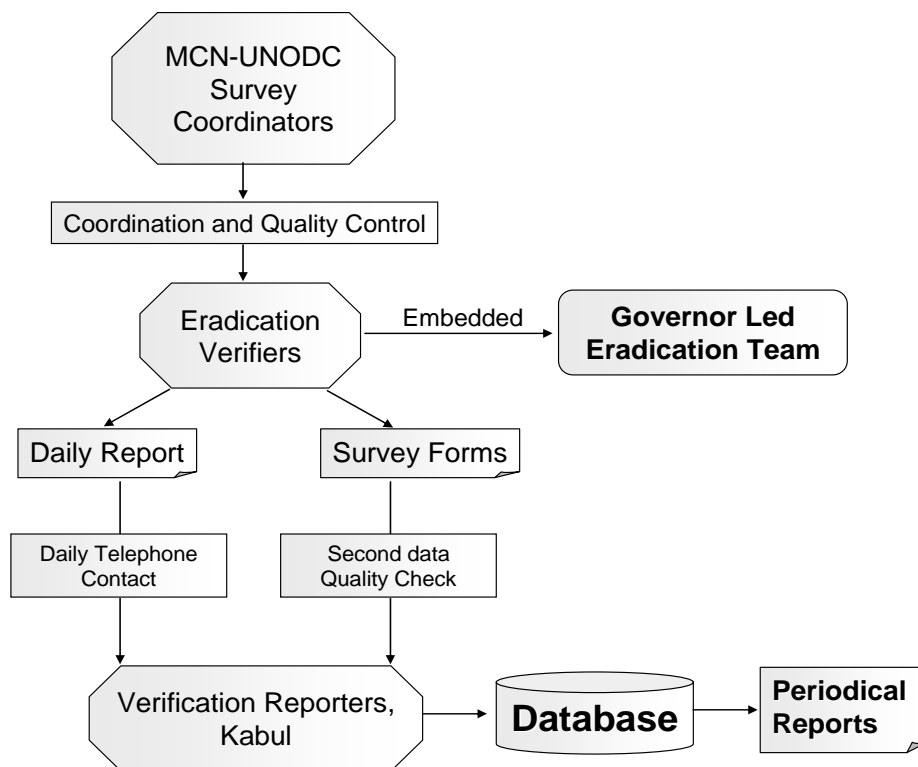 MCN-UNODC
Survey
Coordinators
Coordination and Quality Control
Eradication
Verifiers
Embedded
Governor Led
Eradication Team
Daily Report
Survey Forms
Daily Telephone
Contact
Second data
Quality Check
Verification Reporters,
Kabul
Database
Periodical
Reports